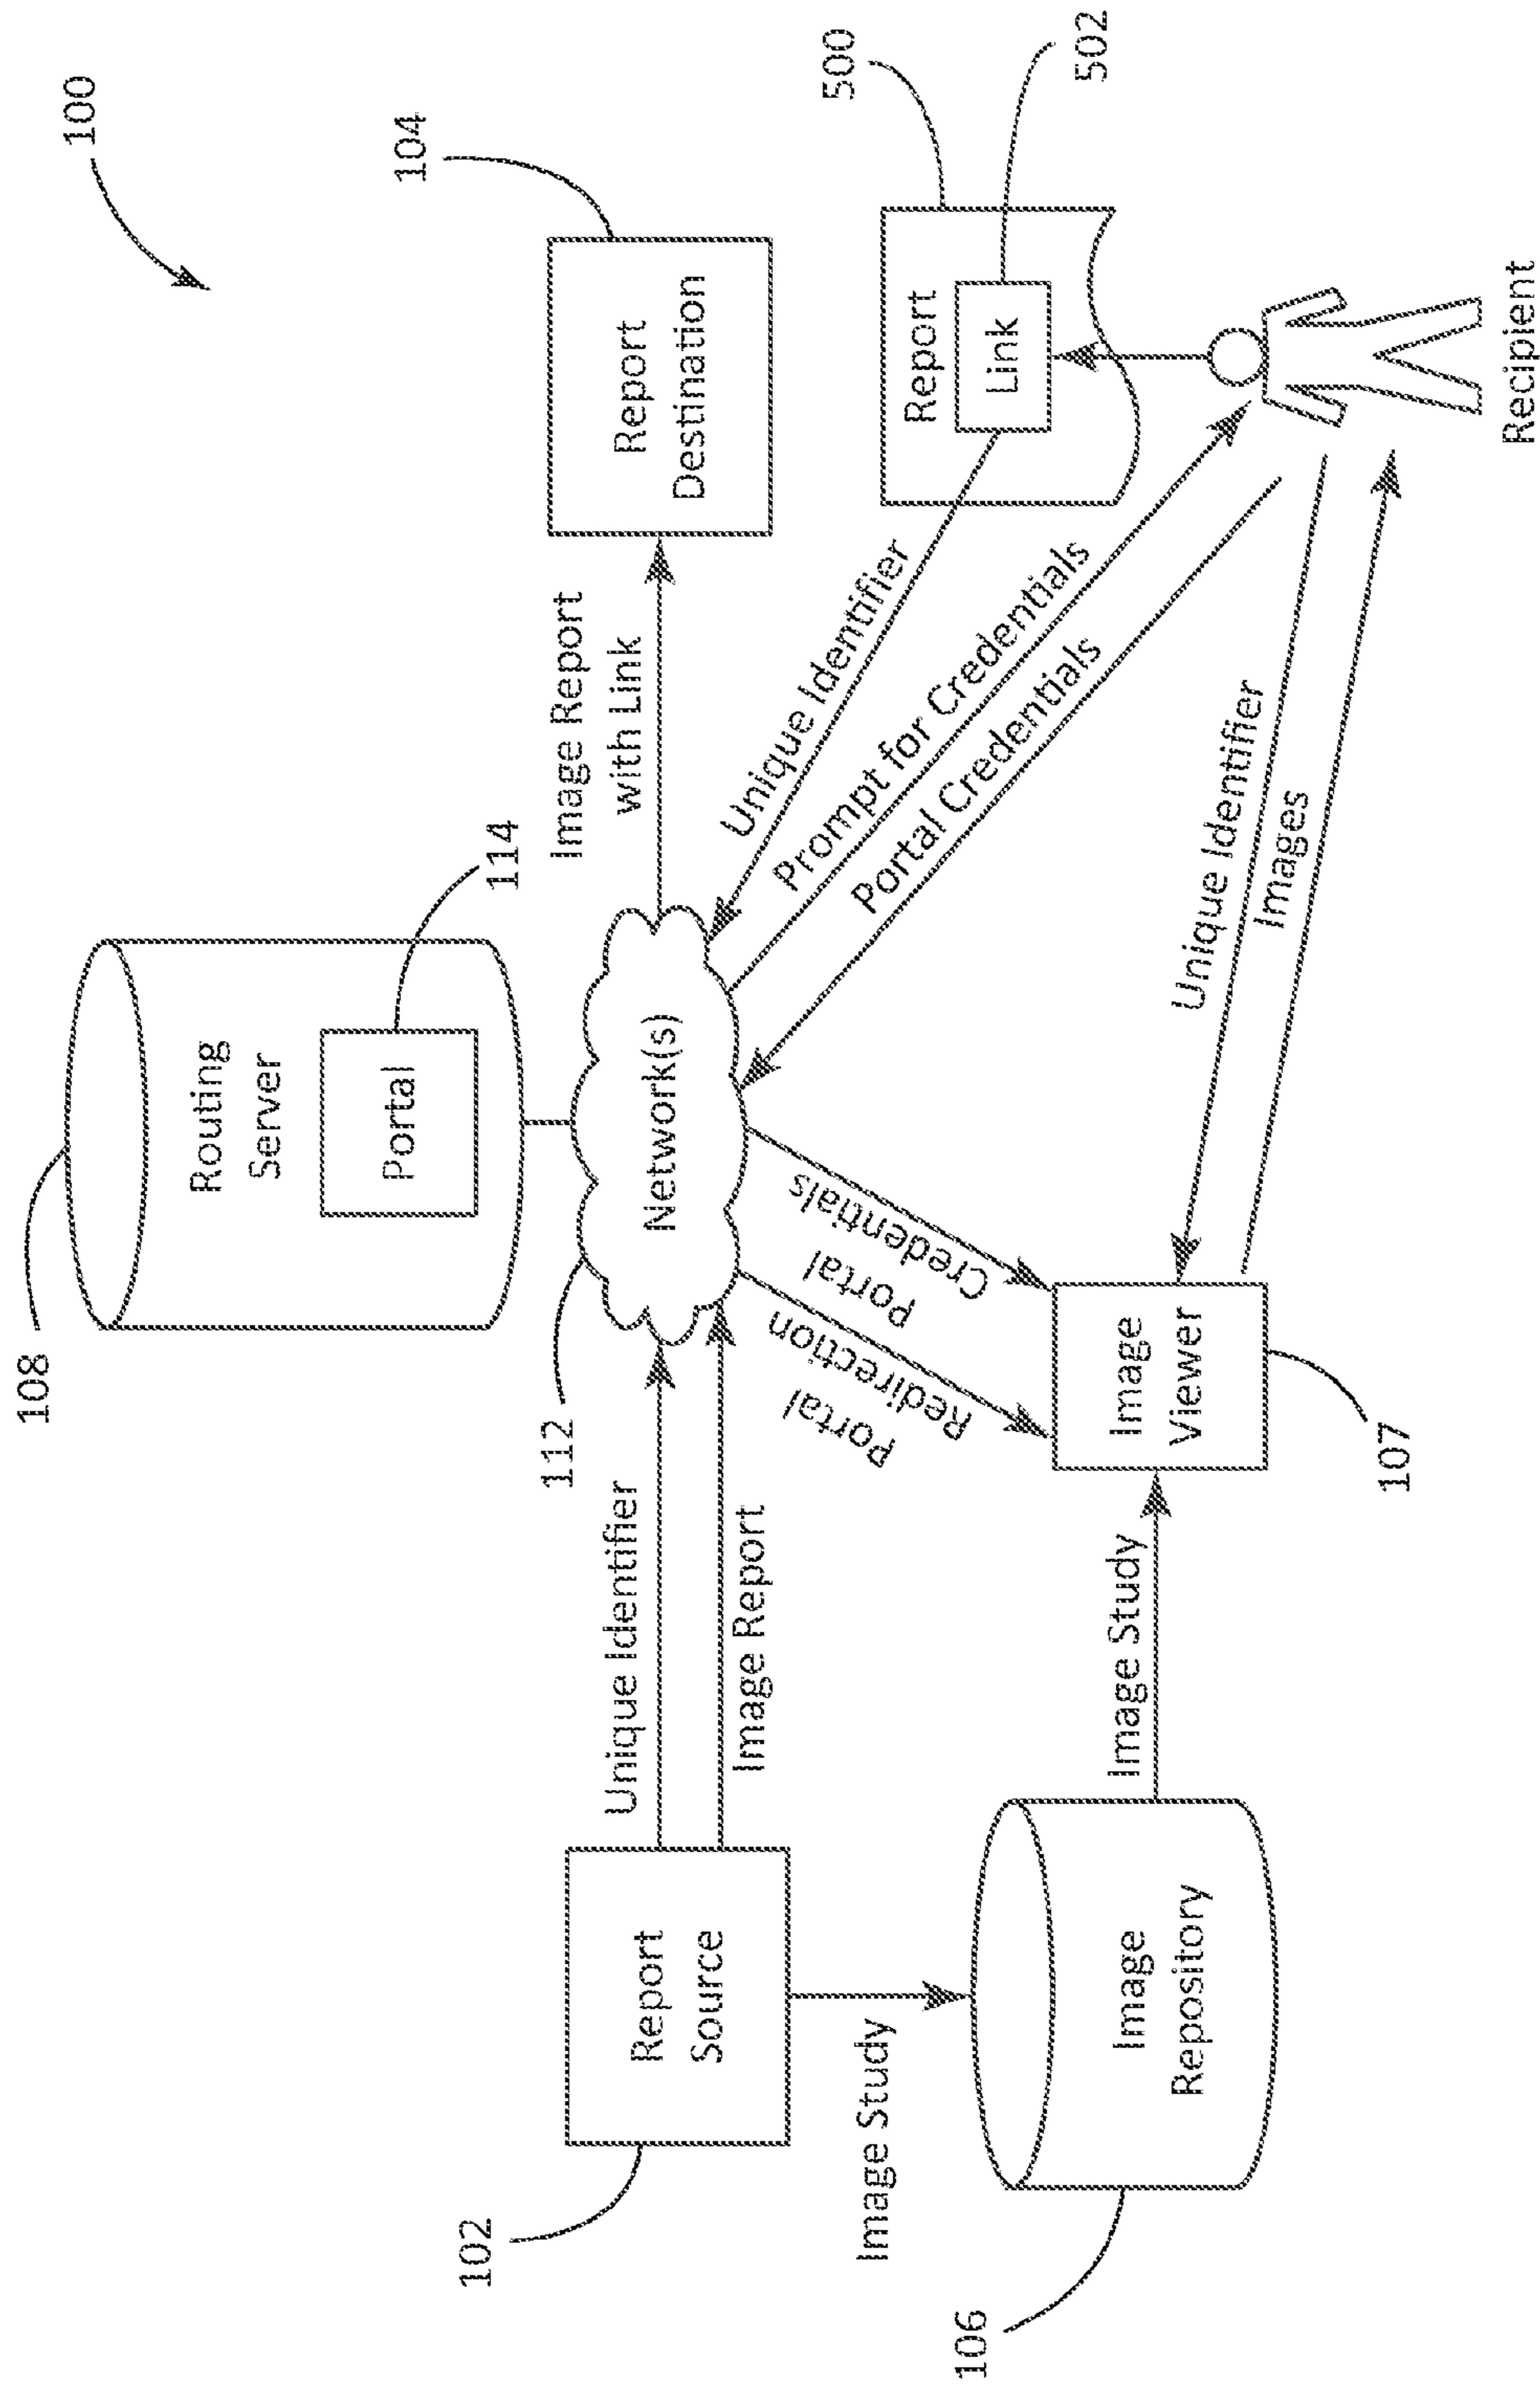 100
108
Routing
Server
Portal
114
104
Report
Destination
Image Report
with Link
112
Network(s)
102
Report
Source
Unique Identifier
Image Report
500
502
Report
Link
Unique Identifier
Prompt for Credentials
Portal Credentials
Portal
Redirection
Portal
Credentials
Image Study
106
Image
Repository
Image Study
Image
Viewer
107
Unique Identifier
Images
Recipient